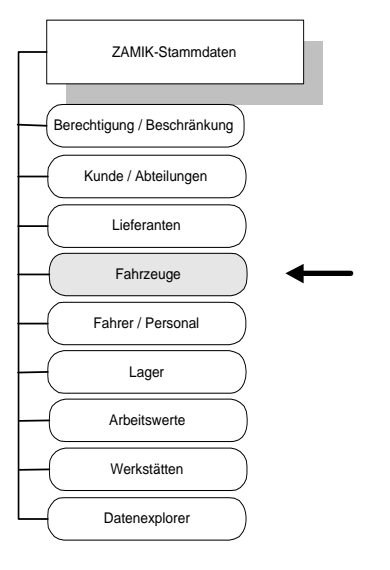 ZAMIK-Stammdaten
Berechtigung / Beschränkung
Kunde / Abteilungen
Lieferanten
Fahrzeuge
Fahrer / Personal
Lager
Arbeitswerte
Werkstätten
Datenexplorer